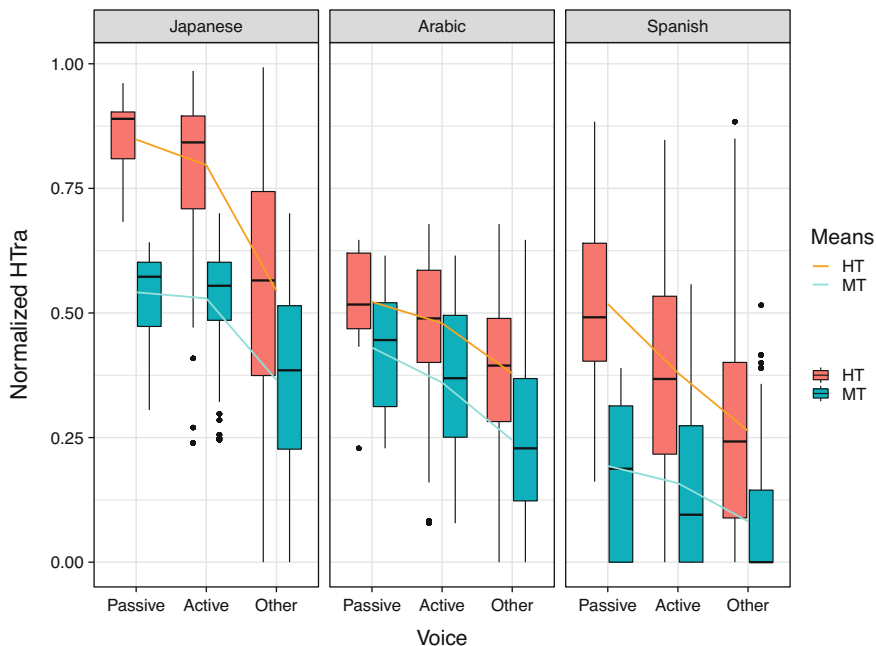 Japanese
Arabic
Spanish
1.00
0.75
0.50
0.25
0.00
Normalized HTra
Passive
Active
Other
Passive
Active
Other
Passive
Active
Other
Voice
Means
HT
MT
HT
MT